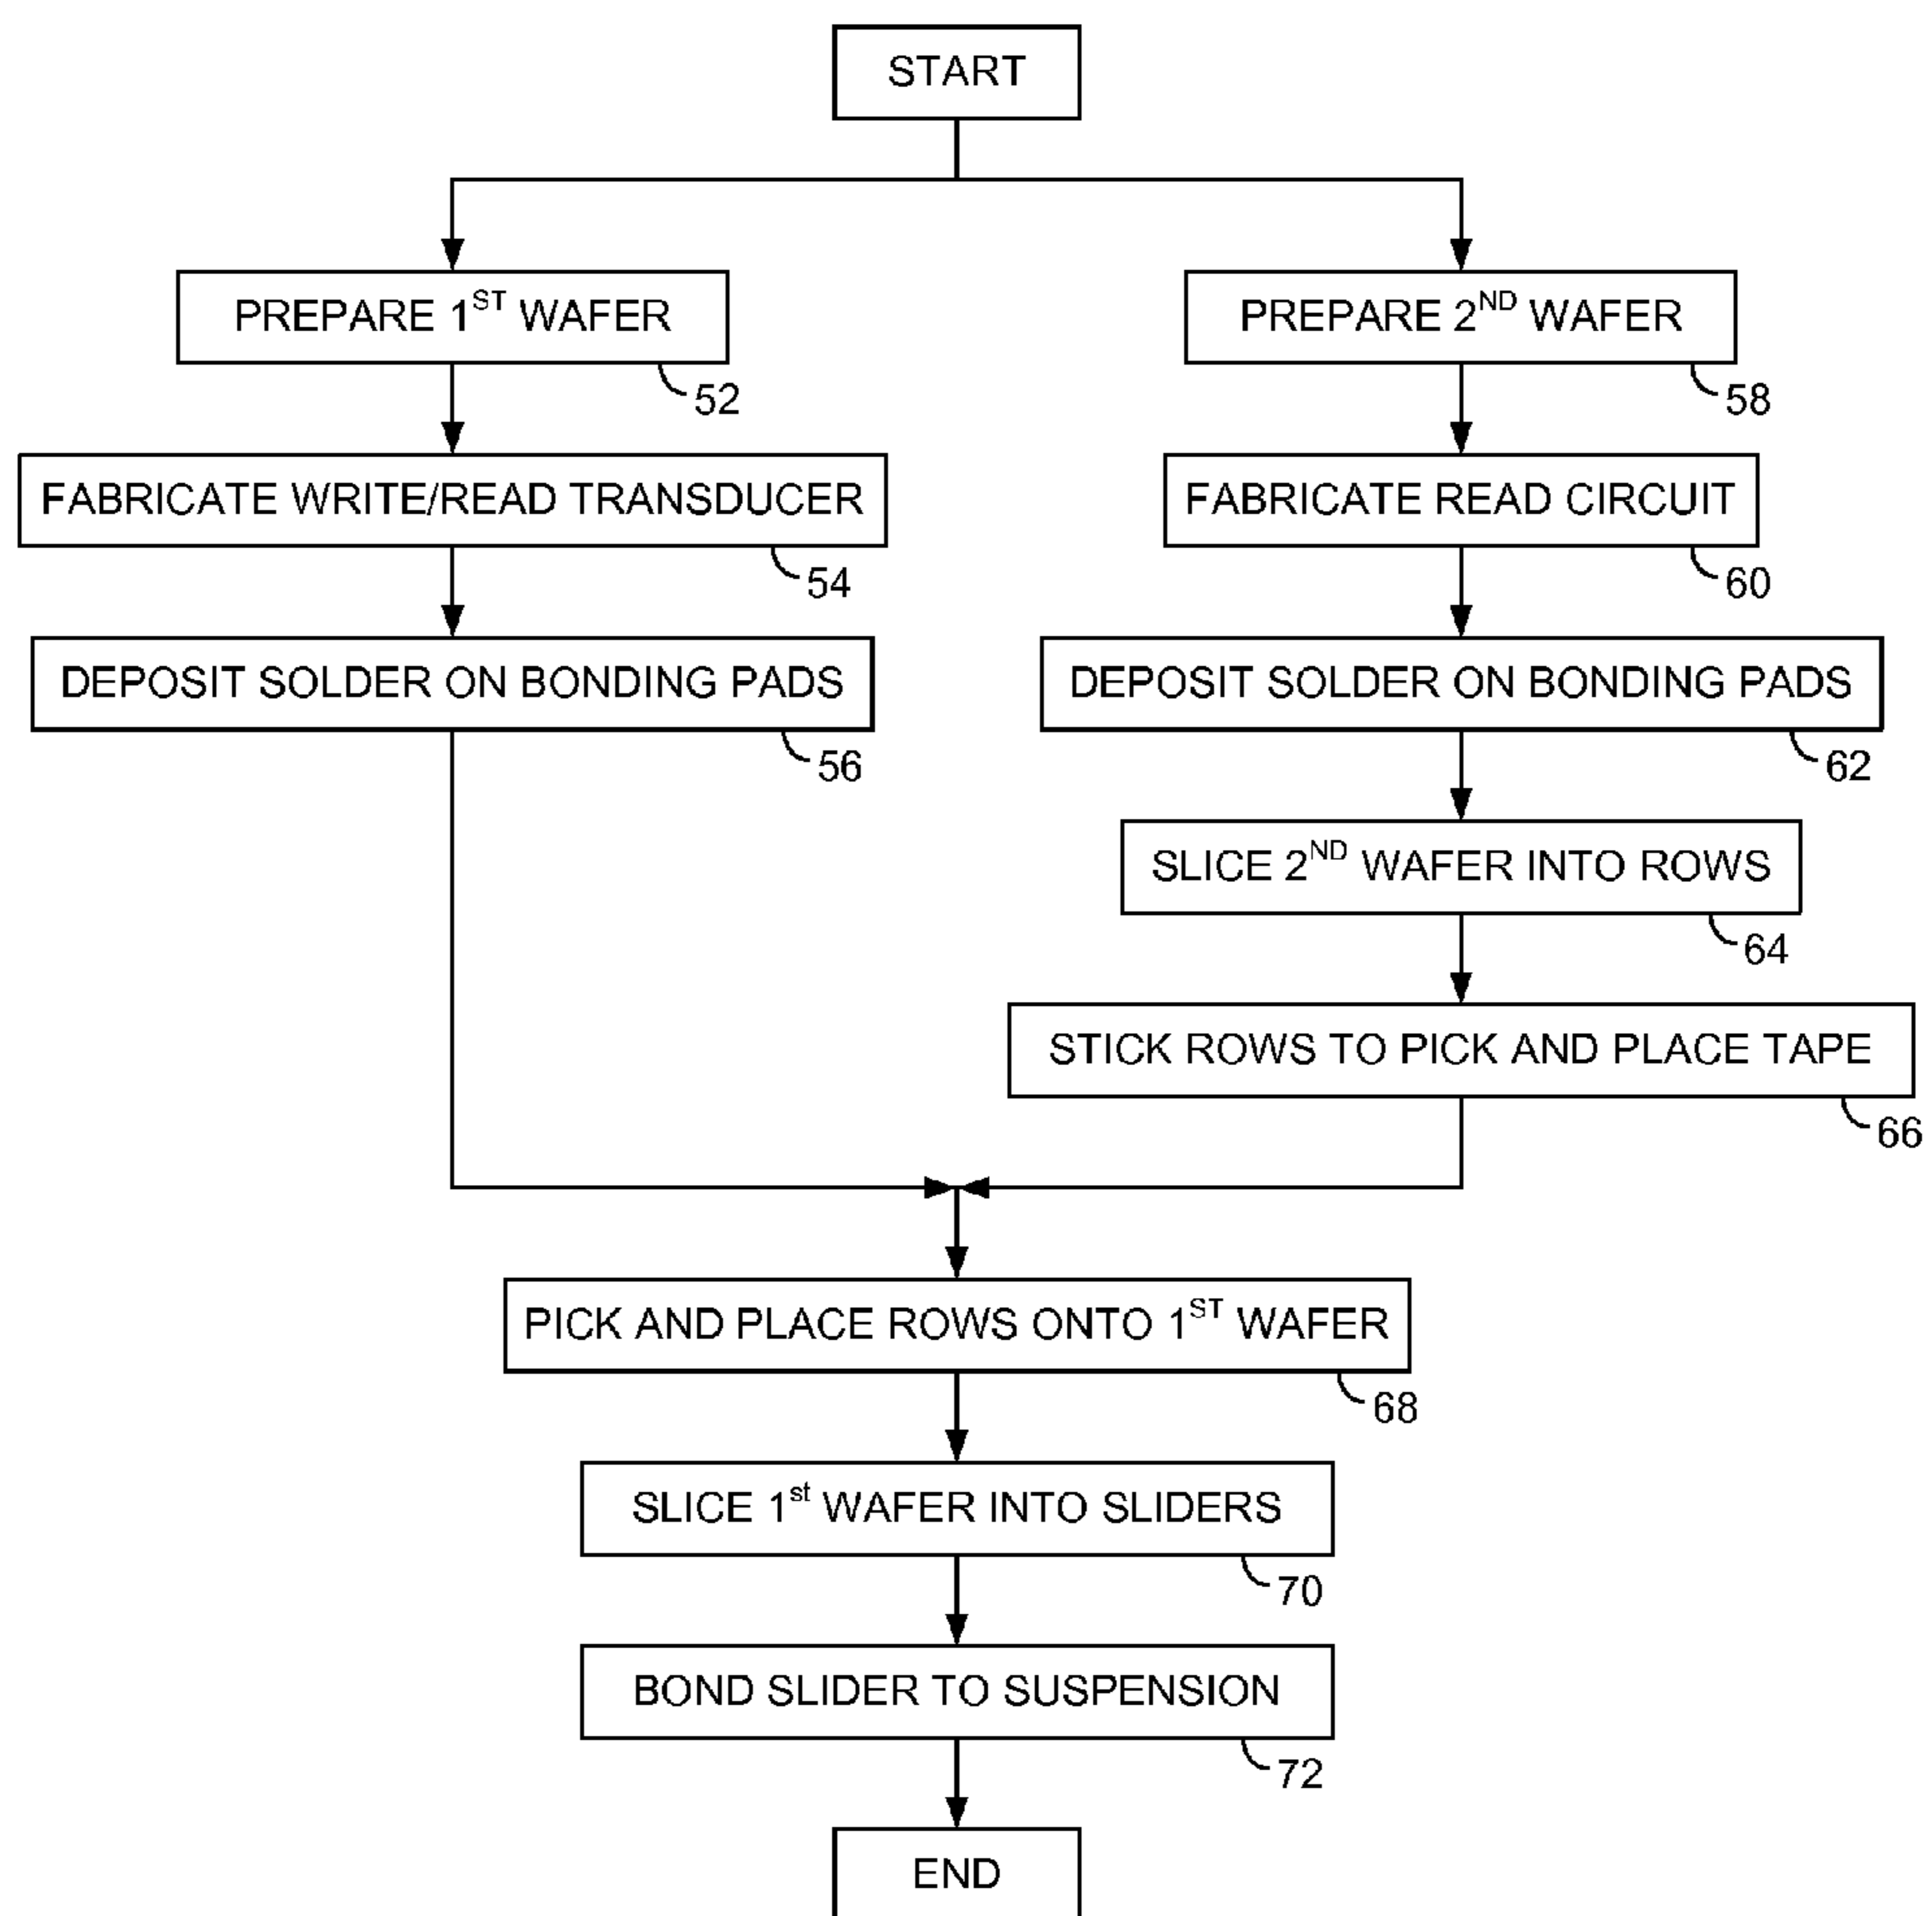 START
PREPARE 1ST WAFER
52
FABRICATE WRITE/READ TRANSDUCER
54
DEPOSIT SOLDER ON BONDING PADS
56
PREPARE 2ND WAFER
58
FABRICATE READ CIRCUIT
60
DEPOSIT SOLDER ON BONDING PADS
62
SLICE 2ND WAFER INTO ROWS
64
STICK ROWS TO PICK AND PLACE TAPE
66
PICK AND PLACE ROWS ONTO 1ST WAFER
68
SLICE 1st WAFER INTO SLIDERS
70
BOND SLIDER TO SUSPENSION
72
END